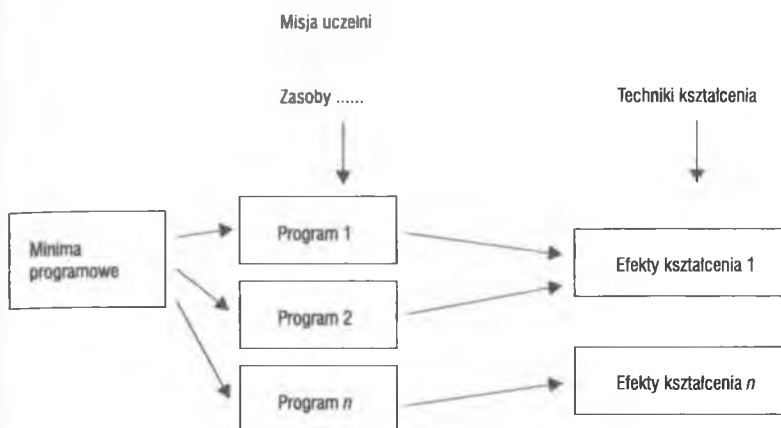 Misja uczelni
Zasoby ......
Techniki kształcenia
Minima
programowe
Program 1
Efekty kształcenia 1
Program 2
Program n
Efekty kształcenia n